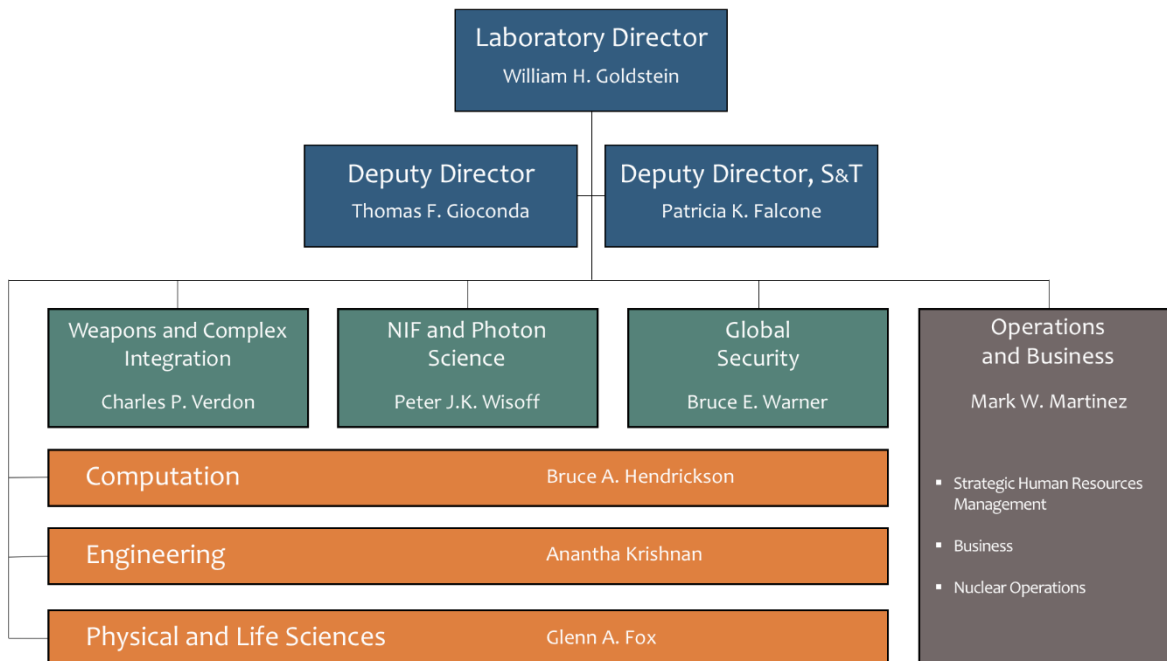 Laboratory Director
William H. Goldstein
Deputy Director
Thomas F. Gioconda
Deputy Director, S&T
Patricia K. Falcone
Weapons and Complex
Integration
Charles P. Verdon
NIF and Photon
Science
Peter J.K. Wisoff
Global
Security
Bruce E. Warner
Operations
and Business
Mark W. Martinez
▪ Strategic Human Resources
Management
▪ Business
▪ Nuclear Operations
Computation
Bruce A. Hendrickson
Engineering
Anantha Krishnan
Physical and Life Sciences
Glenn A. Fox